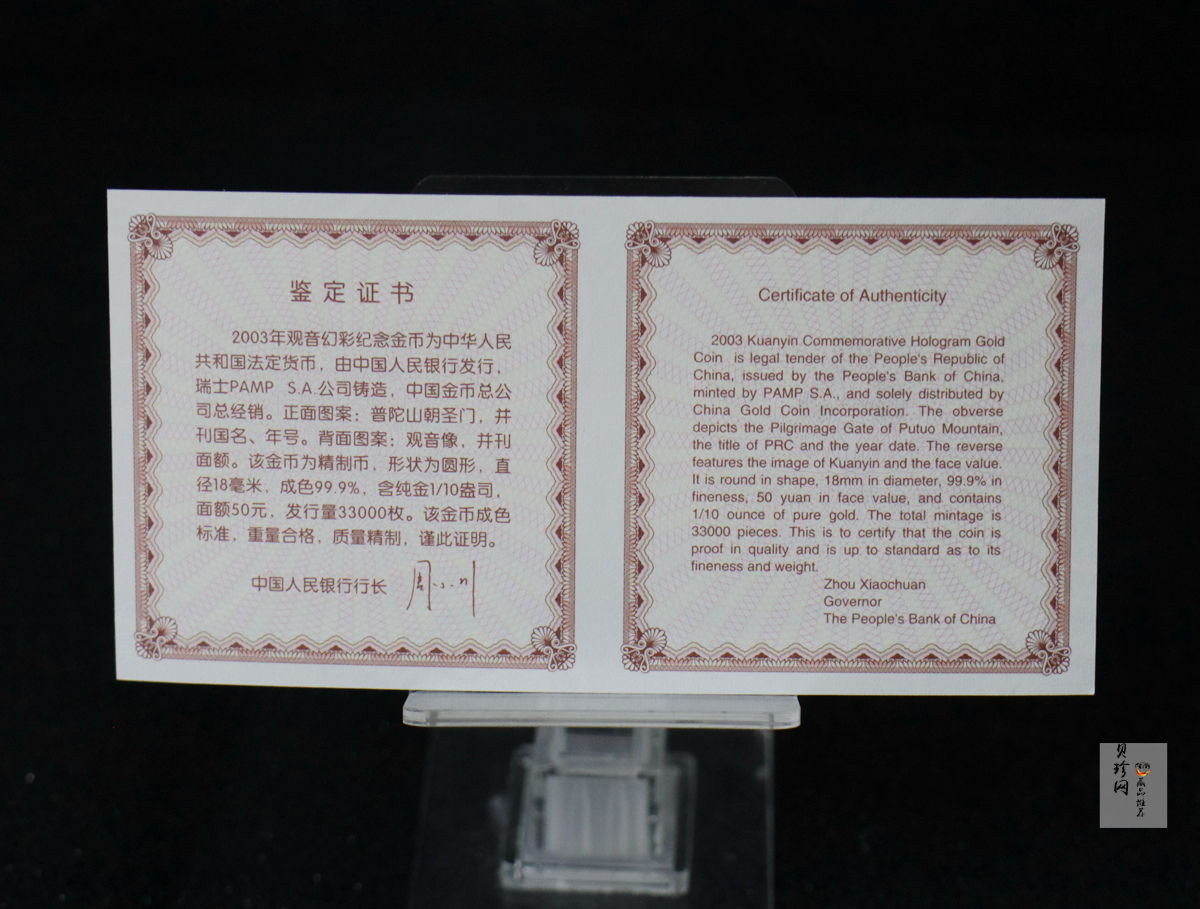 鉴定证书
2003年观音幻彩纪念金币为中华人民
共和国法定货币，由中国人民银行发行，
瑞士PAMP S.A.公司铸造，中国金币总公
司总经销。正面图案：普陀山朝圣门，并
刊国名、年号。背面图案：观音像，并刊
面额。该金币为精制币，形状为圆形，直
径18毫米，成色99.9%，含纯金1/10盎司，
面额50元，发行量33000枚。该金币成色
标准，重量合格，质量精制，谨此证明。
中国人民银行行长 周小川
Certificate of Authenticity
2003 Kuanyin Commemorative Hologram Gold
Coin is legal tender of the People's Republic of
China, issued by the People's Bank of China,
minted by PAMP S.A., and solely distributed by
China Gold Coin Incorporation. The obverse
depicts the Pilgrimage Gate of Putuo Mountain,
the title of PRC and the year date. The reverse
features the image of Kuanyin and the face value.
It is round in shape, 18mm in diameter, 99.9% in
fineness, 50 yuan in face value, and contains
1/10 ounce of pure gold. The total mintage is
33000 pieces. This is to certify that the coin is
proof in quality and is up to standard as to its
fineness and weight.
Zhou Xiaochuan
Governor
The People's Bank of China
贝珍网
商品推荐